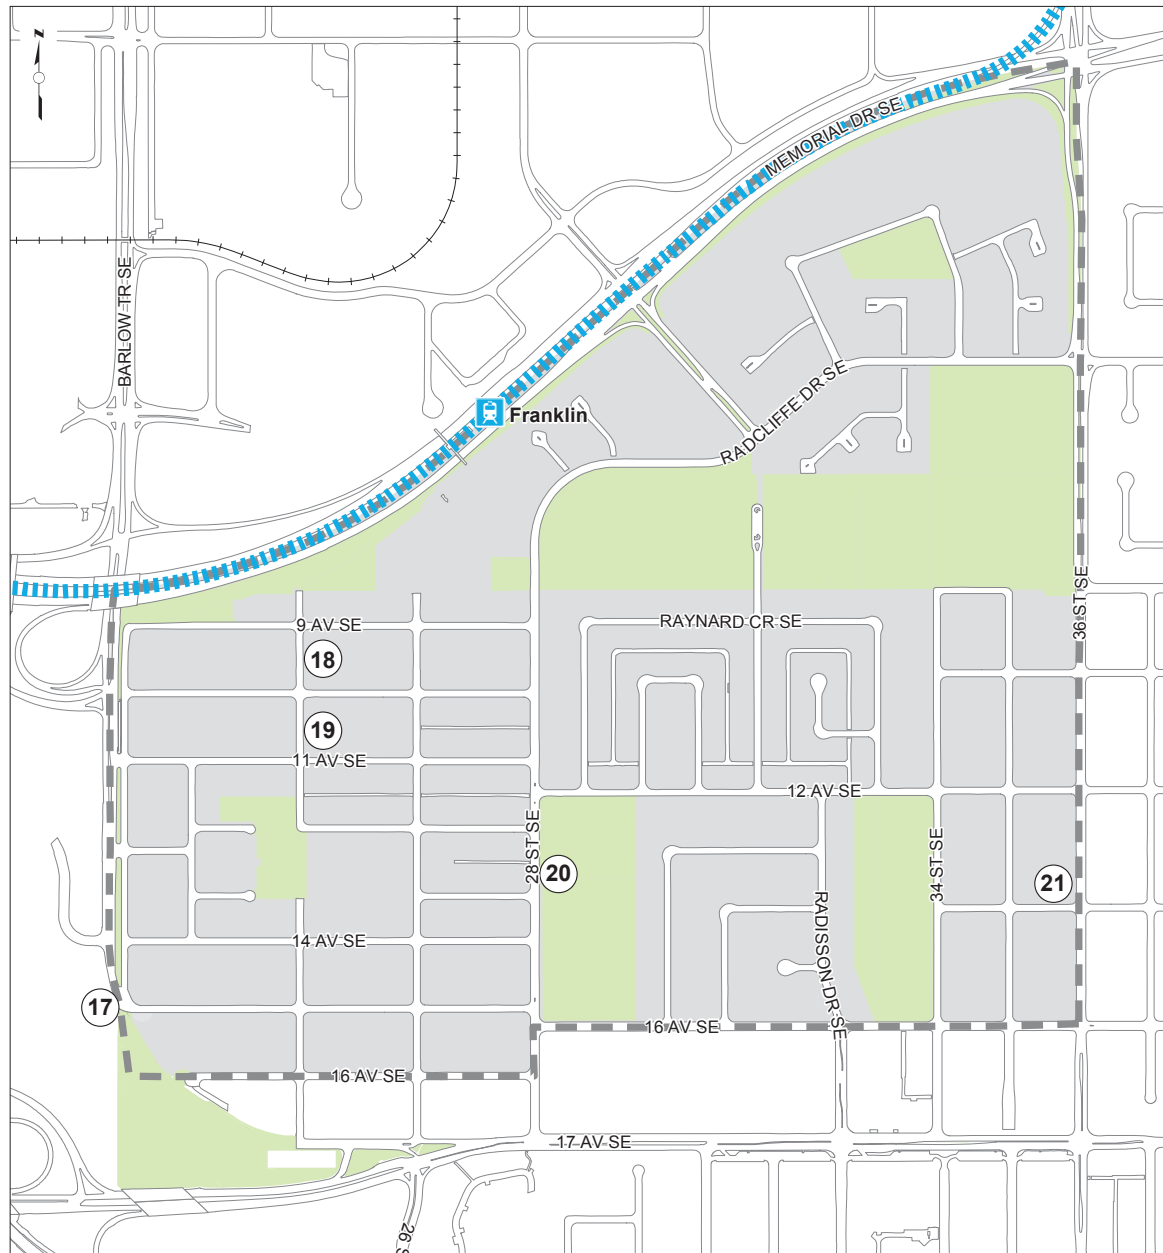 N
MEMORIAL DR SE
BARLOW TR SE
Franklin
RADCLIFFE DR SE
36 ST SE
9 AV SE
RAYNARD CR SE
18
19
11 AV SE
12 AV SE
28 ST SE
20
34 ST SE
21
RADISSON DR SE
14 AV SE
17
16 AV SE
16 AV SE
17 AV SE
26 S